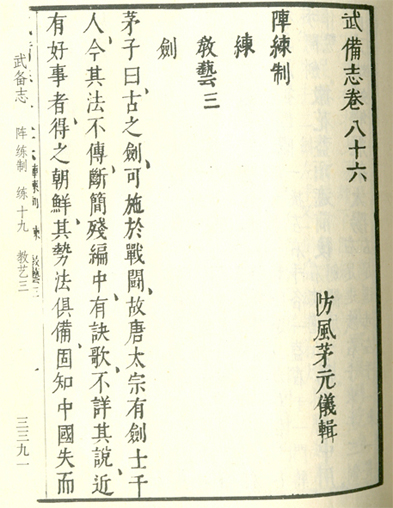 武備志卷八十六
防風茅元儀輯
陣練制
練
教藝三
劍
茅子曰、古之劍可施於戰鬪、故唐太宗有劍士千
人、今其法不傳、斷簡殘編中有訣歌、不詳其說、近
有好事者、得之朝鮮、其勢法俱備、固知中國失而
武备志 阵练制 练十九 教艺三 三三九一